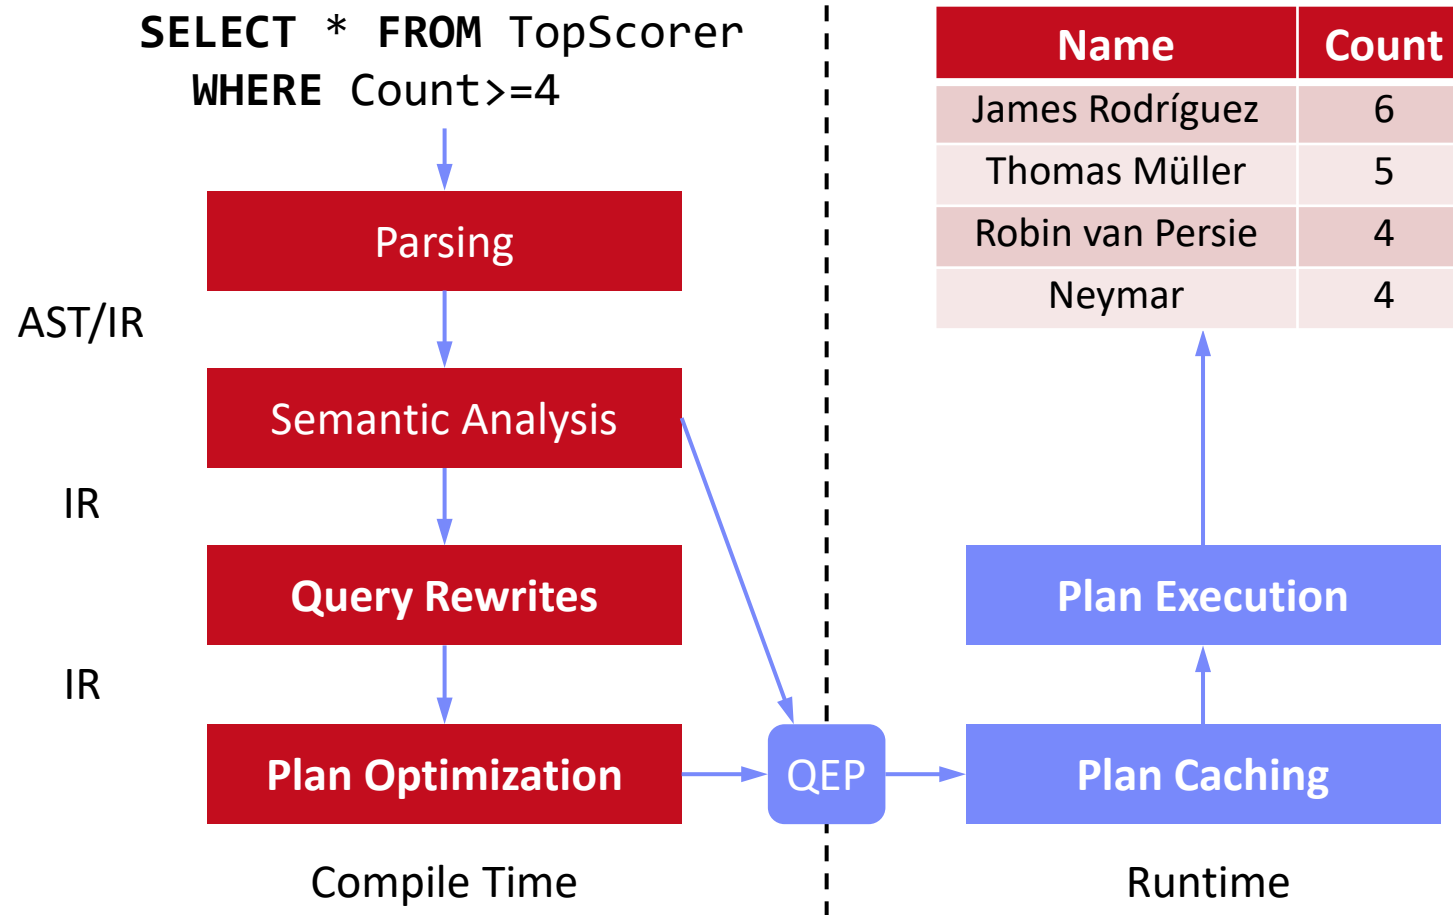 SELECT * FROM TopScorer
WHERE Count>=4
Parsing
AST/IR
Semantic Analysis
IR
Query Rewrites
IR
Plan Optimization
QEP
Compile Time
Name Count
James Rodríguez 6
Thomas Müller 5
Robin van Persie 4
Neymar 4
Plan Execution
Plan Caching
Runtime